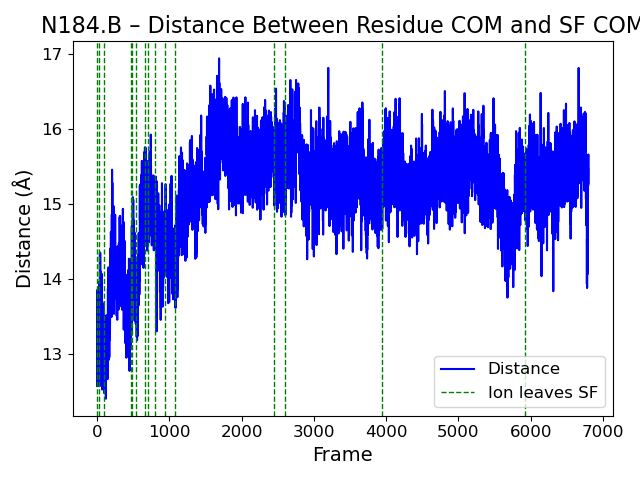 N184.B – Distance Between Residue COM and SF COM
17
16
15
14
13
Distance (Å)
Distance
Ion leaves SF
0 1000 2000 3000 4000 5000 6000 7000
Frame